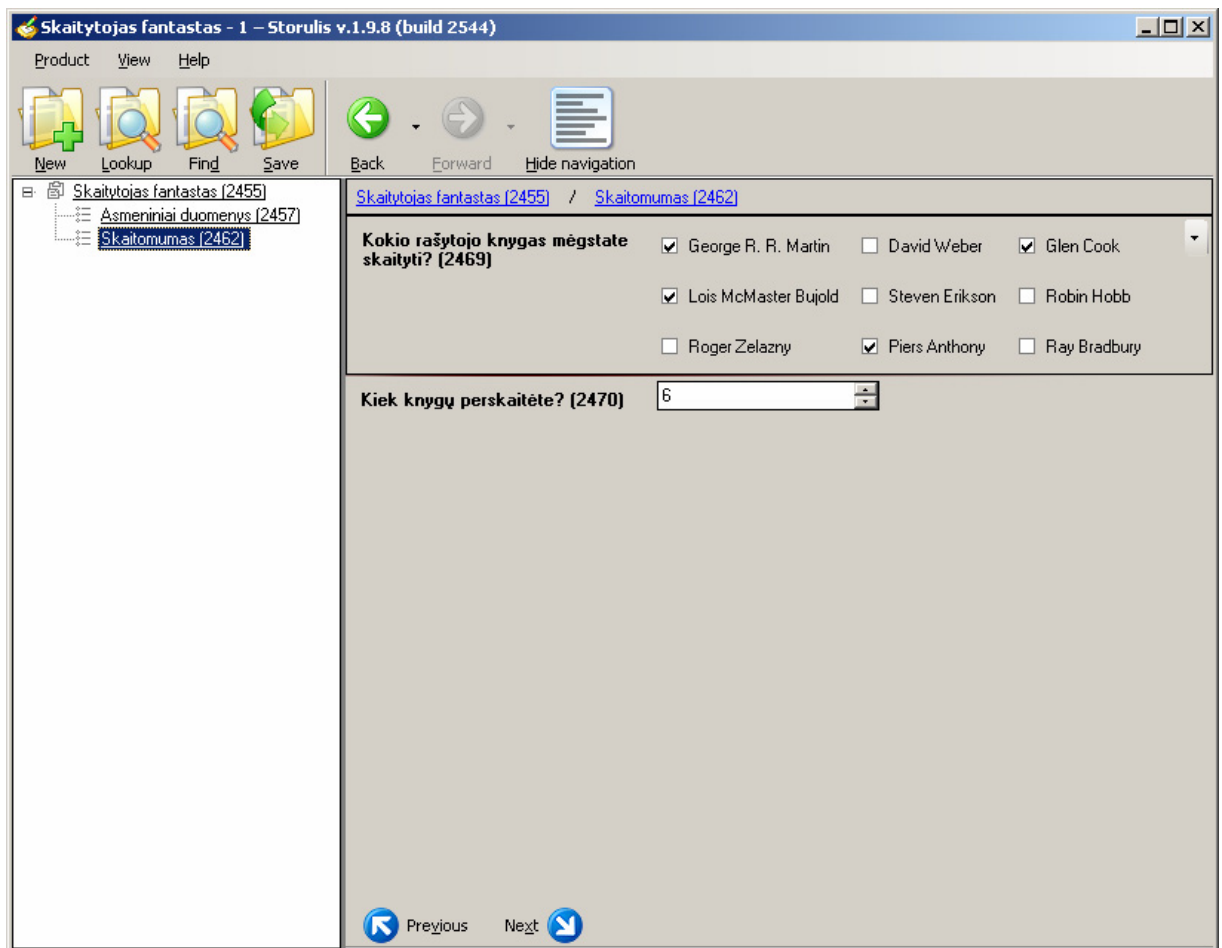 Skaitytojas fantastas - 1 – Storulis v.1.9.8 (build 2544)
Product View Help
New Lookup Find Save Back Forward Hide navigation
Skaitytojas fantastas (2455)
Asmeniniai duomenys (2457)
Skaitomumas (2462)
Skaitytojas fantastas (2455) / Skaitomumas (2462)
Kokio rašytojo knygas mėgstate
skaityti? (2469)
George R. R. Martin David Weber Glen Cook
Lois McMaster Bujold Steven Erikson Robin Hobb
Roger Zelazny Piers Anthony Ray Bradbury
Kiek knygų perskaitėte? (2470) 6
Previous Next